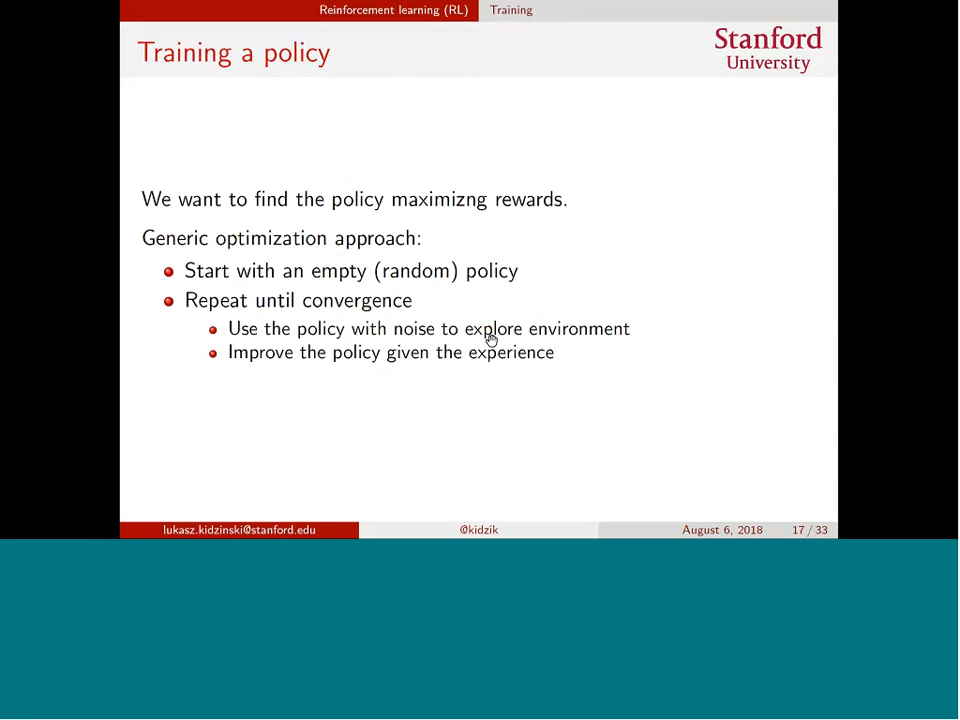 Reinforcement learning (RL) Training
Training a policy
Stanford
University
We want to find the policy maximizng rewards.
Generic optimization approach:
Start with an empty (random) policy
Repeat until convergence
Use the policy with noise to explore environment
Improve the policy given the experience
lukasz.kidzinski@stanford.edu @kidzik August 6, 2018 17 / 33